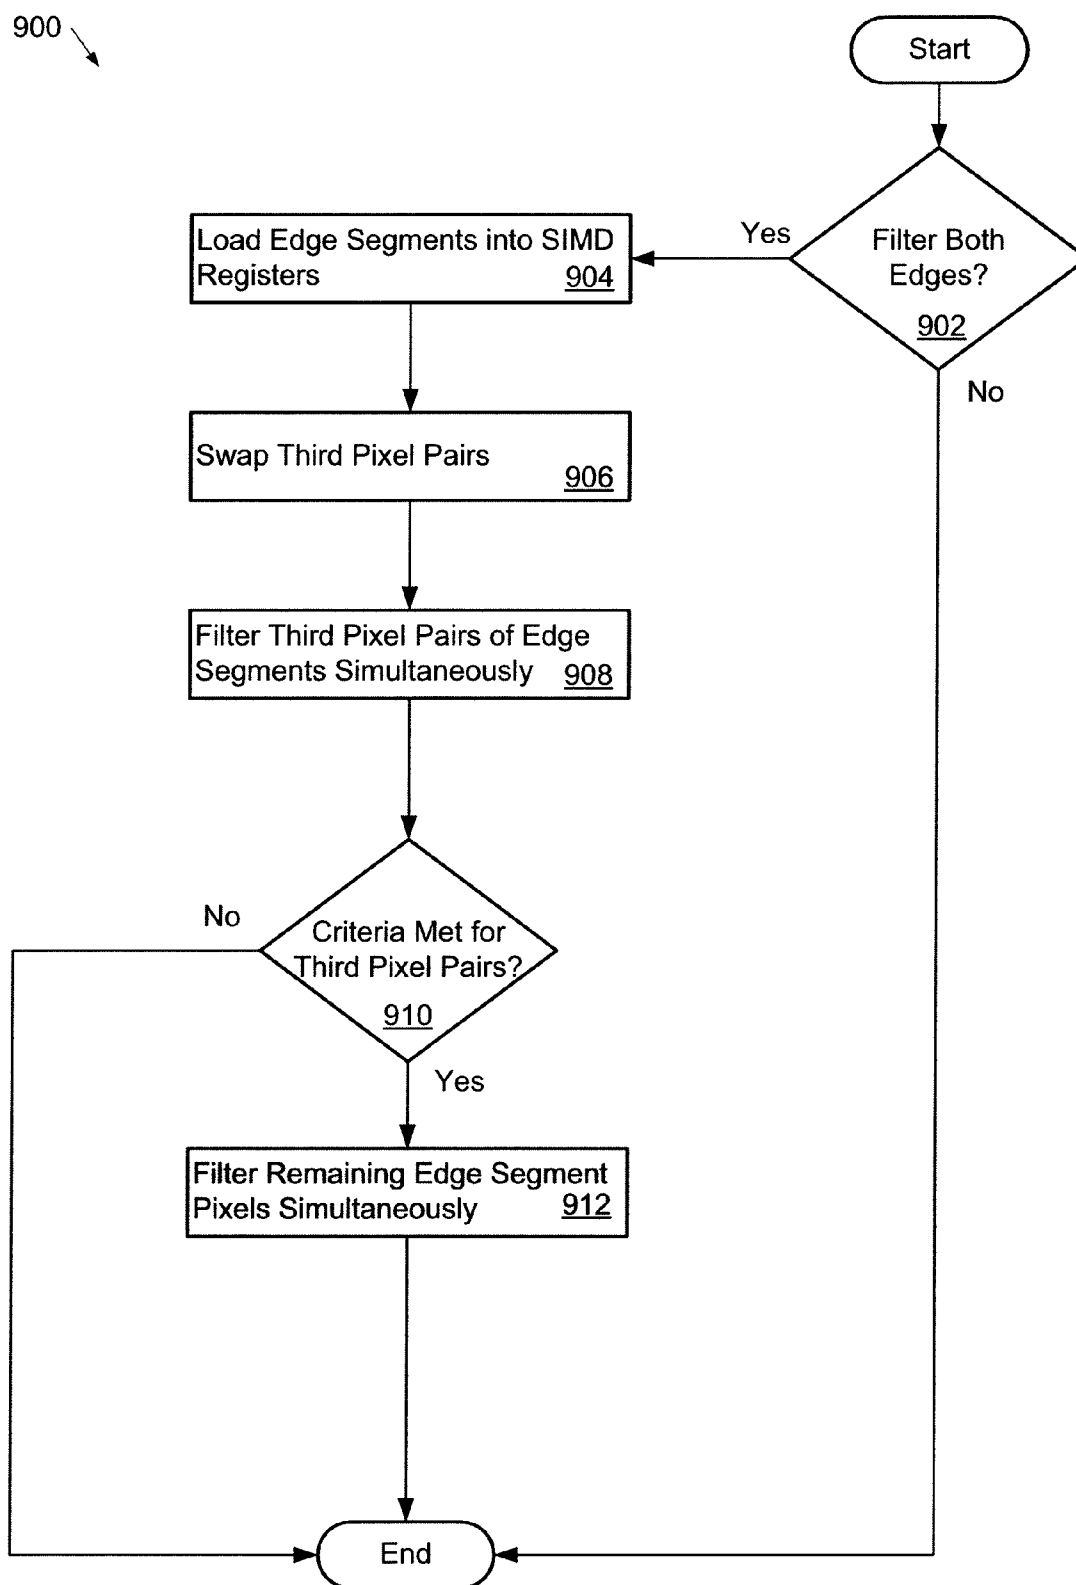 900
Start
Filter Both
Edges?
902
Yes
No
Load Edge Segments into SIMD
Registers
904
Swap Third Pixel Pairs
906
Filter Third Pixel Pairs of Edge
Segments Simultaneously
908
Criteria Met for
Third Pixel Pairs?
910
No
Yes
Filter Remaining Edge Segment
Pixels Simultaneously
912
End